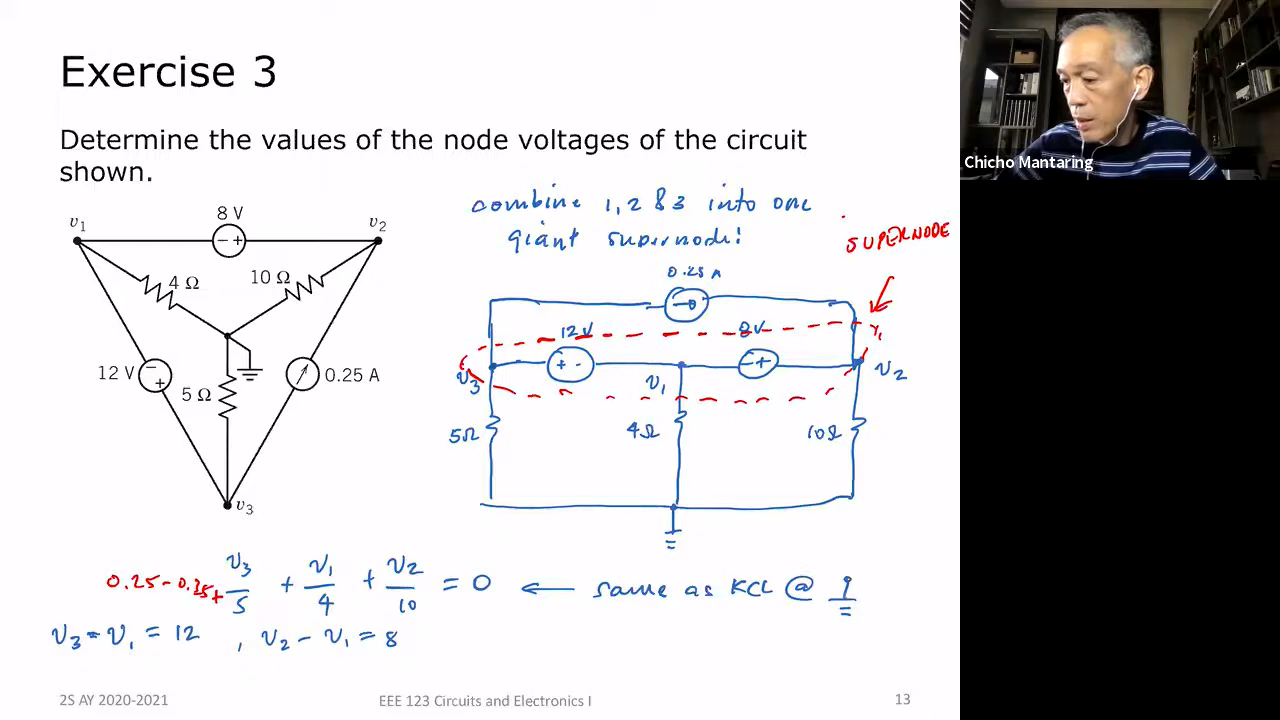 Exercise 3
Determine the values of the node voltages of the circuit
shown.
Chicho Mantaring
combine 1, 2 & 3 into one
giant supernode!
SUPERNODE
8 V
v1
v2
4 Ω
10 Ω
12 V
5 Ω
0.25 A
v3
0.25 A
12V
8V
v3
v1
v2
5Ω
4Ω
10Ω
0.25 - 0.25 + v3/5 + v1/4 + v2/10 = 0 ← same as KCL @
v3 - v1 = 12 , v2 - v1 = 8
2S AY 2020-2021
EEE 123 Circuits and Electronics I
13